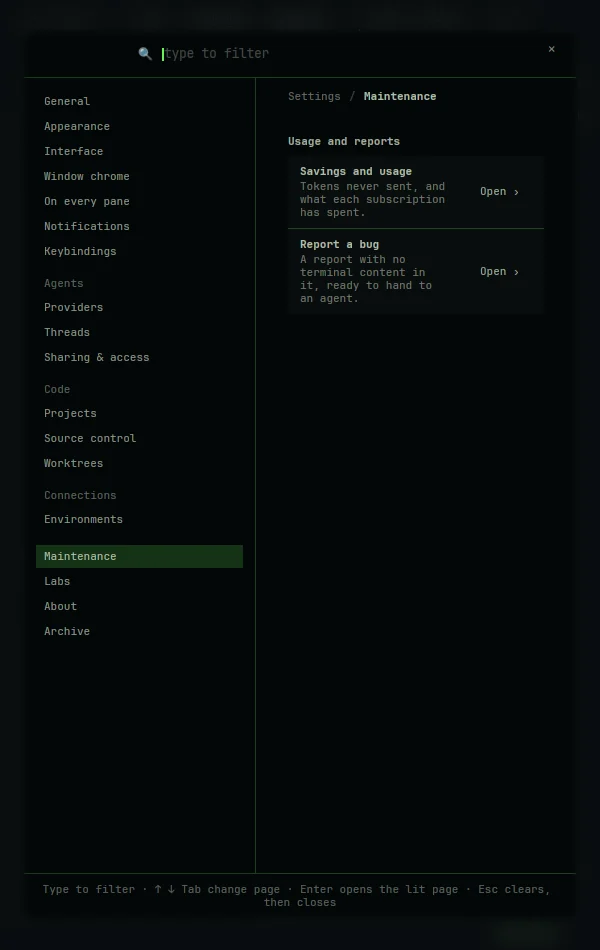 type to filter
×
General
Appearance
Interface
Window chrome
On every pane
Notifications
Keybindings
Agents
Providers
Threads
Sharing & access
Code
Projects
Source control
Worktrees
Connections
Environments
Maintenance
Labs
About
Archive
Settings / Maintenance
Usage and reports
Savings and usage
Tokens never sent, and
what each subscription
has spent.
Open ›
Report a bug
A report with no
terminal content in
it, ready to hand to
an agent.
Open ›
Type to filter · ↑ ↓ Tab change page · Enter opens the lit page · Esc clears,
then closes